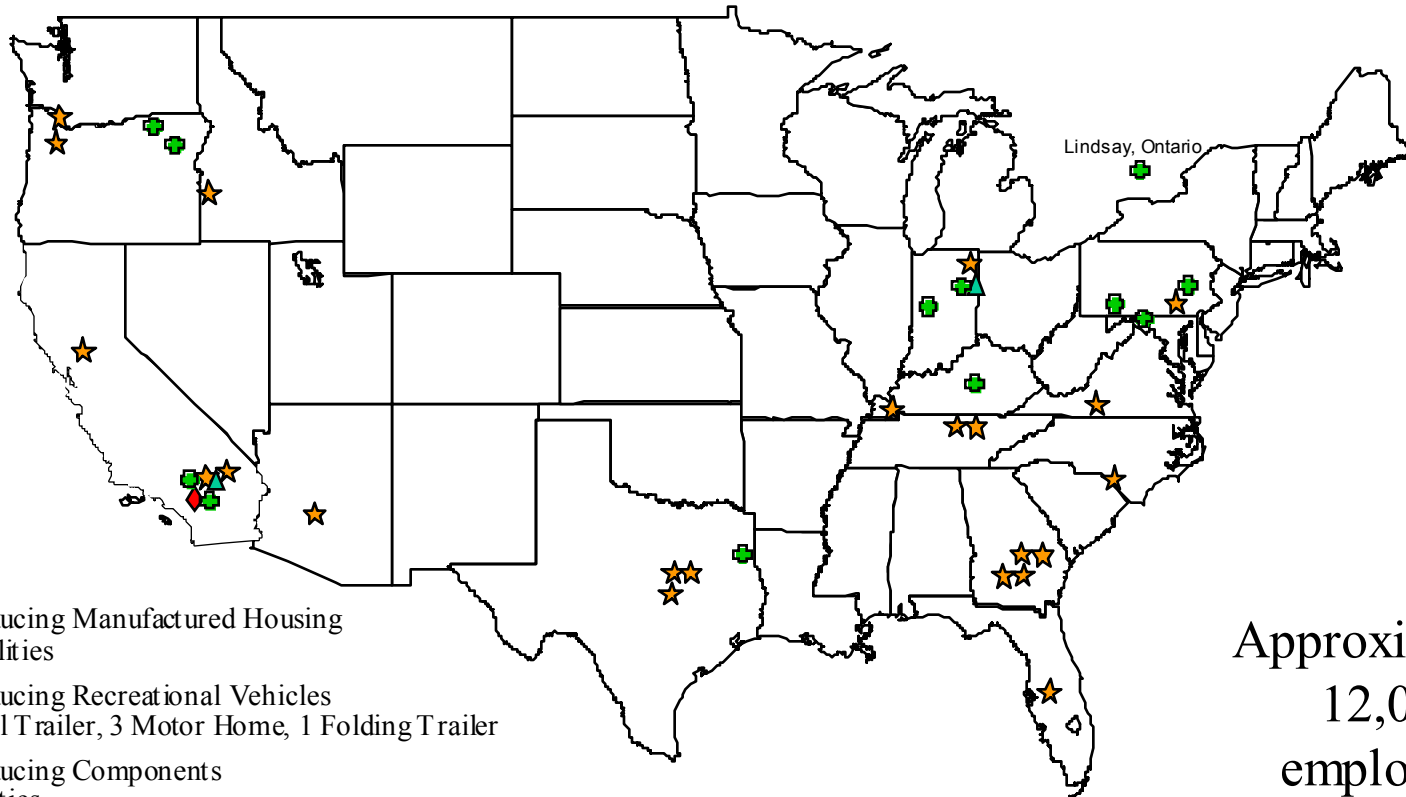 Lindsay, Ontario
ucing Manufactured Housing
lities
ucing Recreational Vehicles
l Trailer, 3 Motor Home, 1 Folding Trailer
ucing Components
Approxi
12,0
emplo